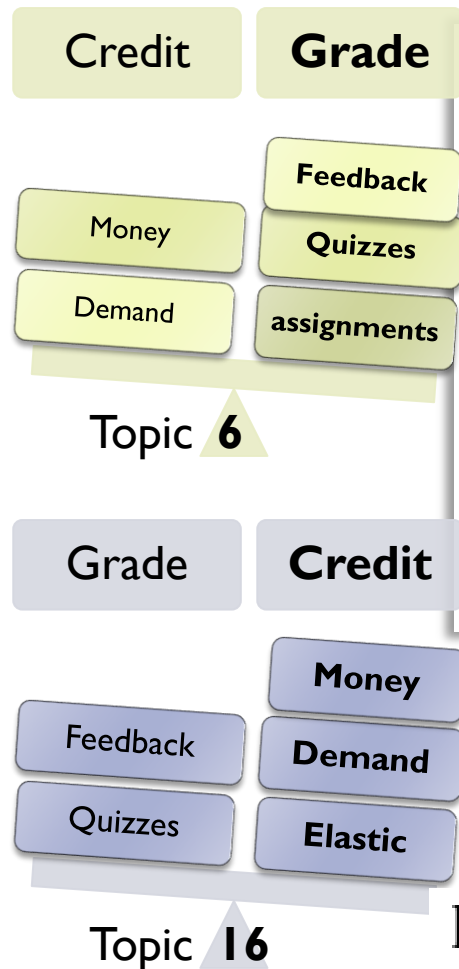 Credit Grade
Feedback
Money Quizzes
Demand assignments
Topic 6
Grade Credit
Money
Feedback Demand
Quizzes Elastic
Topic 16